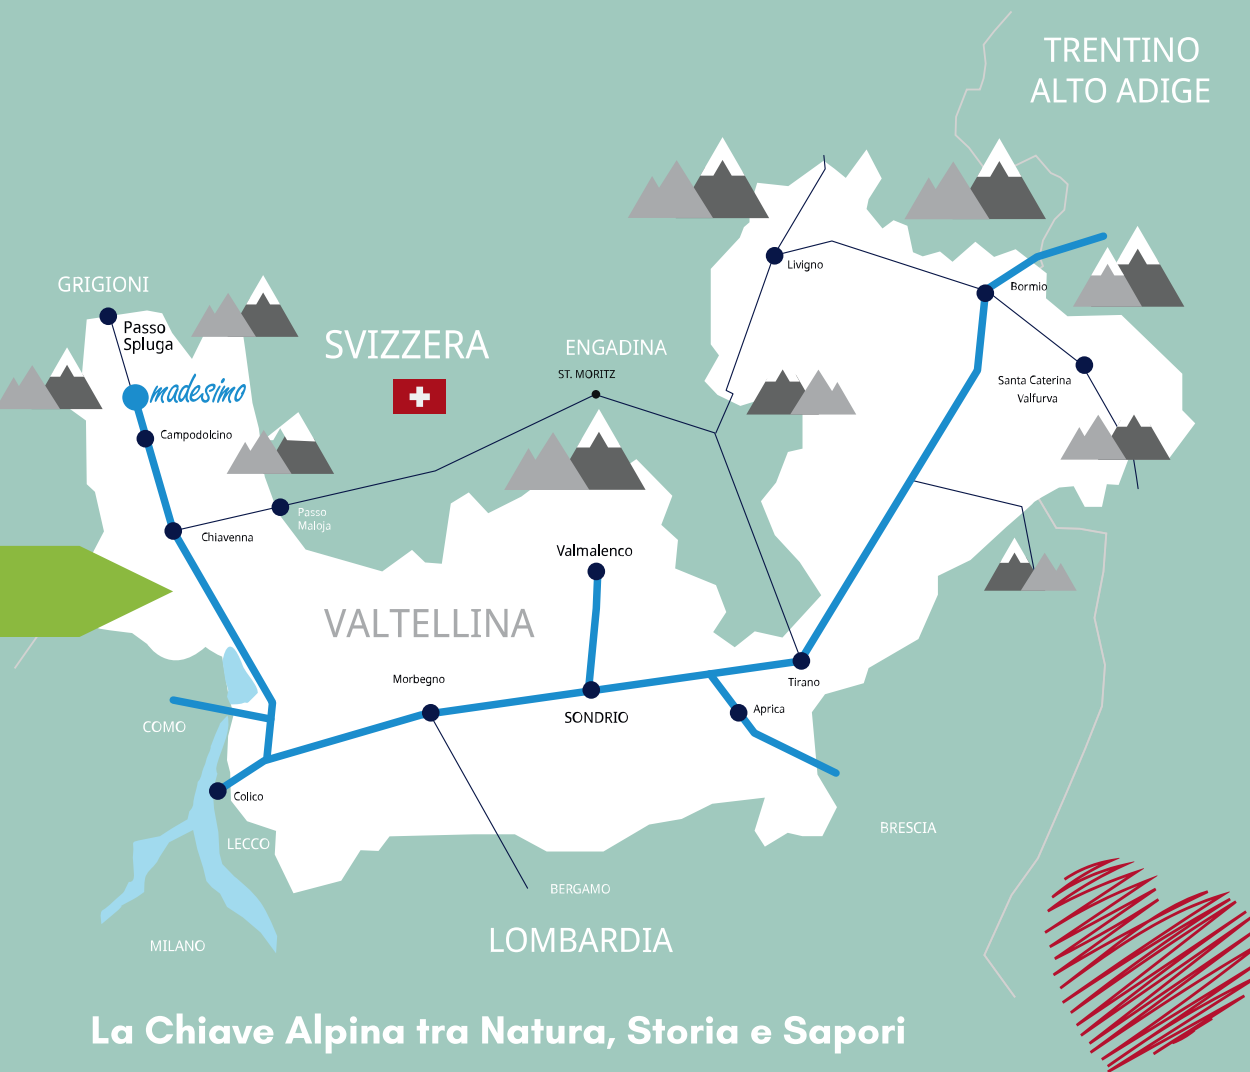 TRENTINO
ALTO ADIGE
Livigno
GRIGIONI
Bormio
Passo
Spluga
SVIZZERA
ENGADINA
ST. MORITZ
Santa Caterina
Valfurva
madesimo
Campodolcino
Passo
Maloja
Chiavenna
Valmalenco
VALTELLINA
Morbegno
Tirano
SONDRIO
Aprica
COMO
Colico
LECCO
BRESCIA
BERGAMO
MILANO
LOMBARDIA
La Chiave Alpina tra Natura, Storia e Sapori